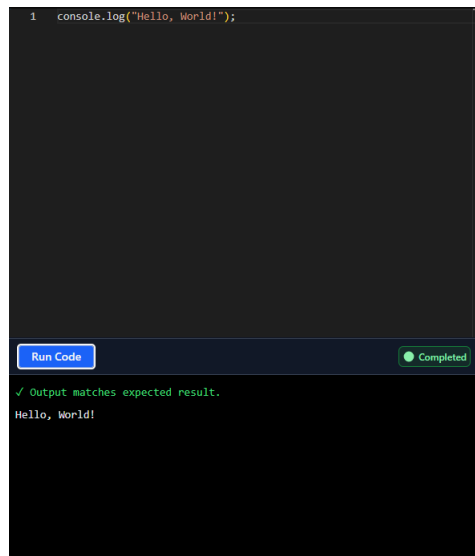 1 console.log("Hello, World!");
Run Code
Completed
✓ Output matches expected result.
Hello, World!